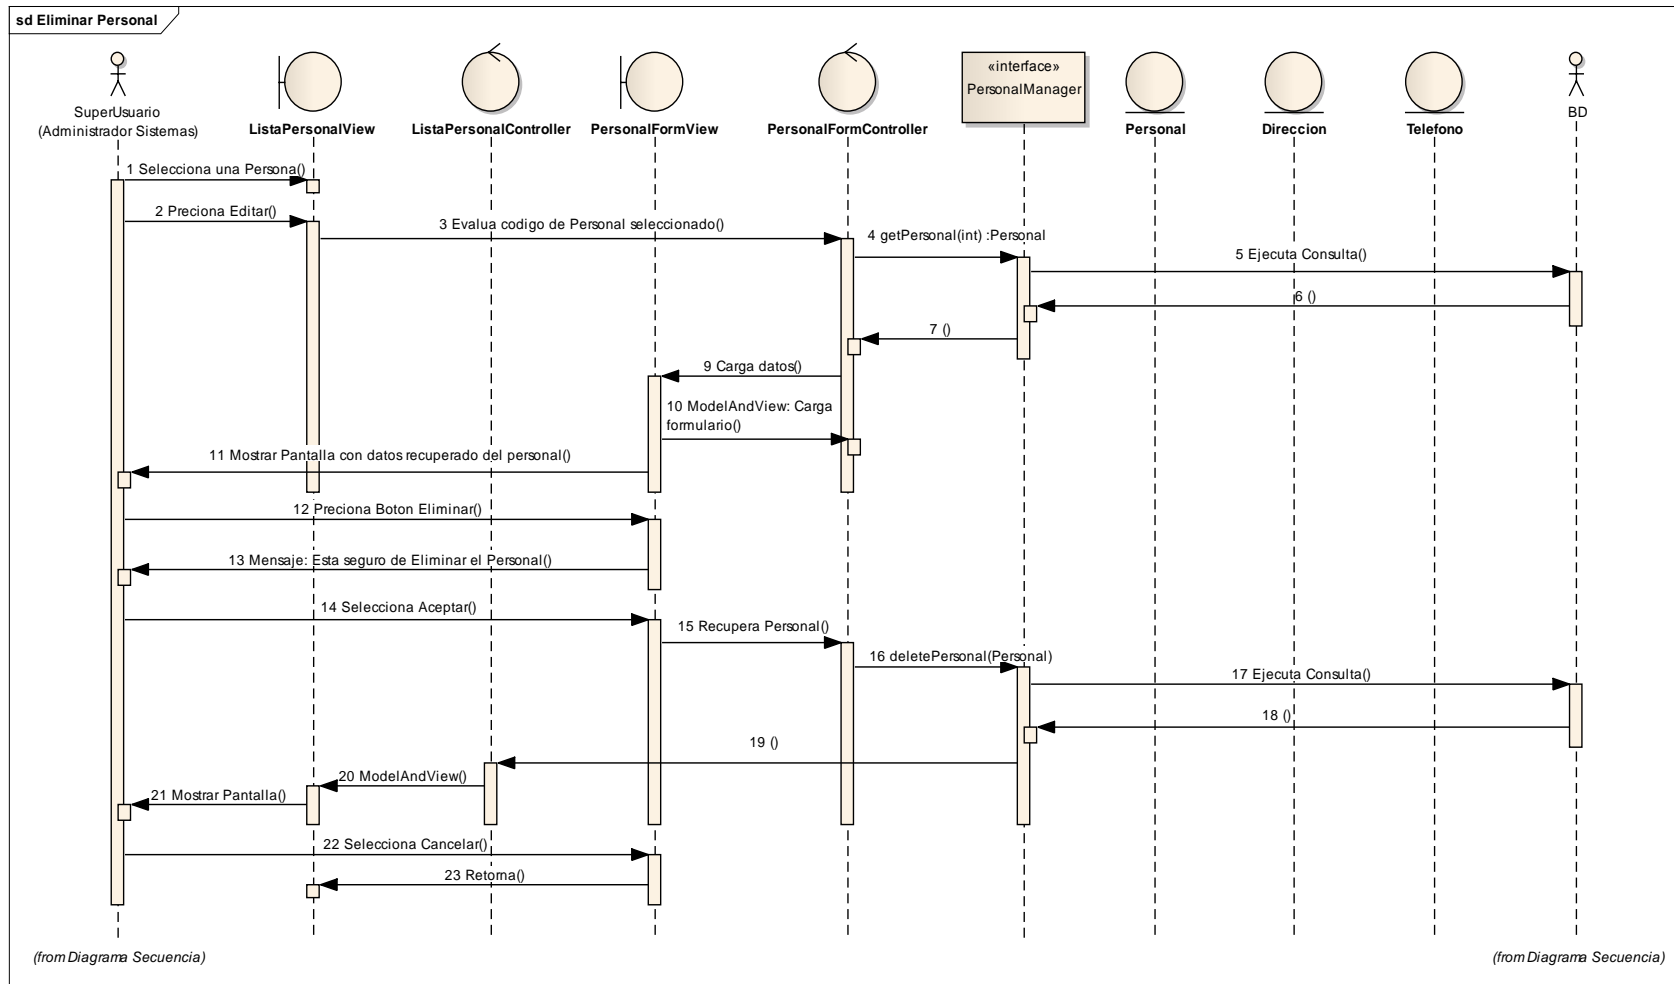 sd Eliminar Personal
SuperUsuario
(Administrador Sistemas)
ListaPersonalView
ListaPersonalController
PersonalFormView
PersonalFormController
«interface»
PersonalManager
Personal
Direccion
Telefono
BD
1 Selecciona una Persona()
2 Preciona Editar()
3 Evalua codigo de Personal seleccionado()
4 getPersonal(int) :Personal
5 Ejecuta Consulta()
6 ()
7 ()
9 Carga datos()
10 ModelAndView: Carga
formulario()
11 Mostrar Pantalla con datos recuperado del personal()
12 Preciona Boton Eliminar()
13 Mensaje: Esta seguro de Eliminar el Personal()
14 Selecciona Aceptar()
15 Recupera Personal()
16 deletePersonal(Personal)
17 Ejecuta Consulta()
18 ()
19 ()
20 ModelAndView()
21 Mostrar Pantalla()
22 Selecciona Cancelar()
23 Retorna()
(from Diagrama Secuencia)
(from Diagrama Secuencia)